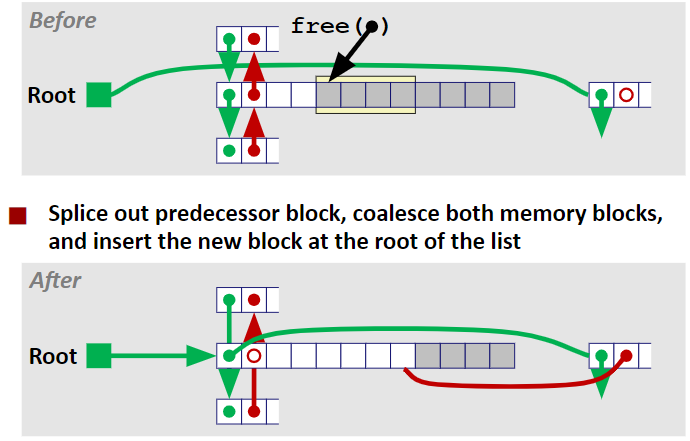 Before
free( )
Root
Splice out predecessor block, coalesce both memory blocks,
and insert the new block at the root of the list
After
Root